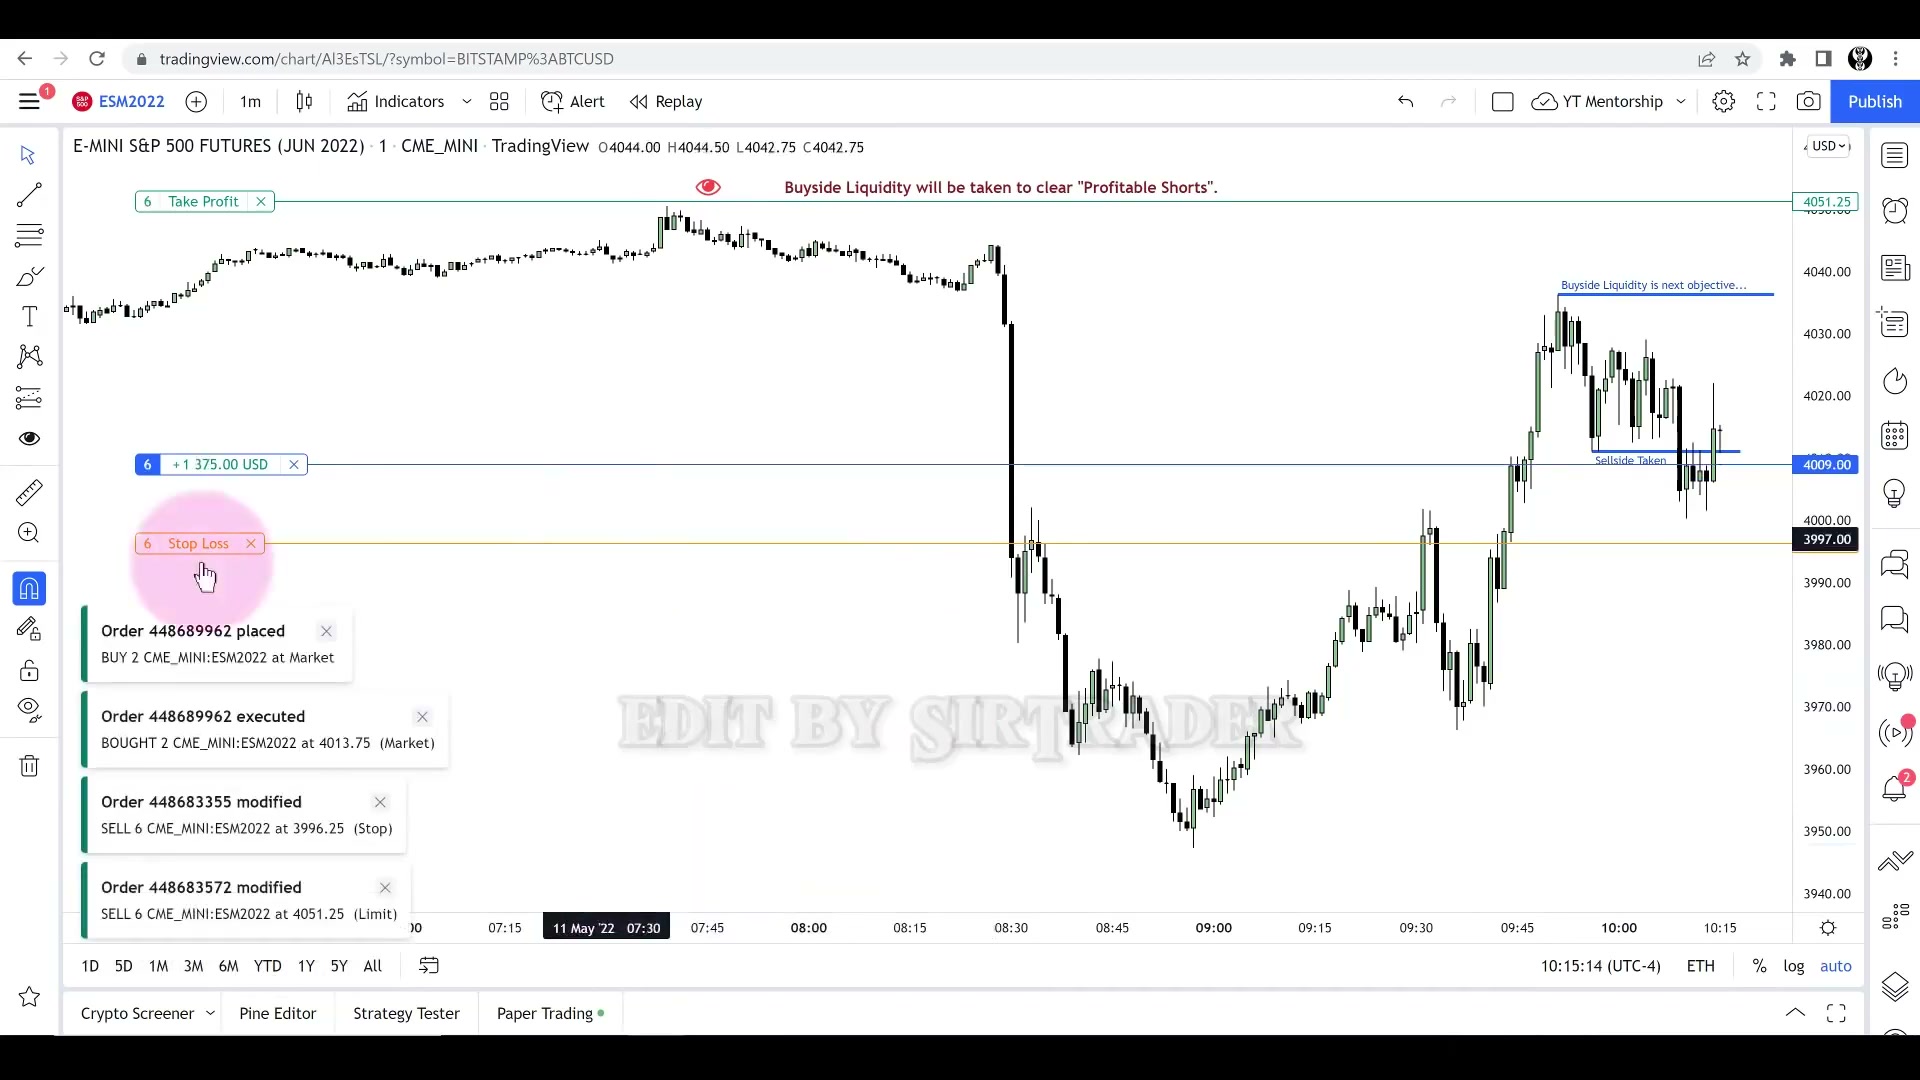 tradingview.com/chart/Al3EsTSL/?symbol=BITSTAMP%3ABTCUSD
1
S&P 500
ESM2022
1m
Indicators
Alert
Replay
YT Mentorship
Publish
E-MINI S&P 500 FUTURES (JUN 2022) · 1 · CME_MINI · TradingView O4044.00 H4044.50 L4042.75 C4042.75
USD
Buyside Liquidity will be taken to clear "Profitable Shorts".
6 Take Profit
4051.25
4040.00
Buyside Liquidity is next objective...
4030.00
4020.00
Sellside Taken
6 +1 375.00 USD
4009.00
4000.00
6 Stop Loss
3997.00
3990.00
3980.00
3970.00
3960.00
3950.00
3940.00
Order 448689962 placed
BUY 2 CME_MINI:ESM2022 at Market
Order 448689962 executed
BOUGHT 2 CME_MINI:ESM2022 at 4013.75 (Market)
Order 448683355 modified
SELL 6 CME_MINI:ESM2022 at 3996.25 (Stop)
Order 448683572 modified
SELL 6 CME_MINI:ESM2022 at 4051.25 (Limit)
EDIT BY SIRTRADER
2
07:15 11 May '22 07:30 07:45 08:00 08:15 08:30 08:45 09:00 09:15 09:30 09:45 10:00 10:15
1D 5D 1M 3M 6M YTD 1Y 5Y All
10:15:14 (UTC-4) ETH % log auto
Crypto Screener Pine Editor Strategy Tester Paper Trading